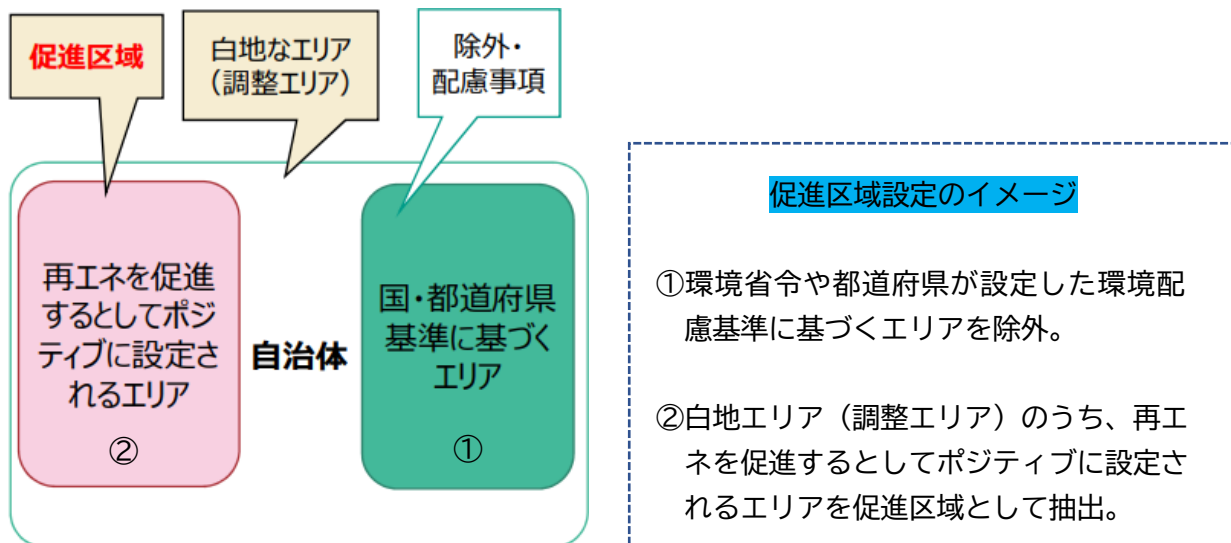 促進区域
白地なエリア
（調整エリア）
除外・
配慮事項
再エネを促進
するとしてポジ
ティブに設定さ
れるエリア
②
自治体
国・都道府県
基準に基づく
エリア
①
促進区域設定のイメージ
①環境省令や都道府県が設定した環境配
慮基準に基づくエリアを除外。
②白地エリア（調整エリア）のうち、再エ
ネを促進するとしてポジティブに設定さ
れるエリアを促進区域として抽出。